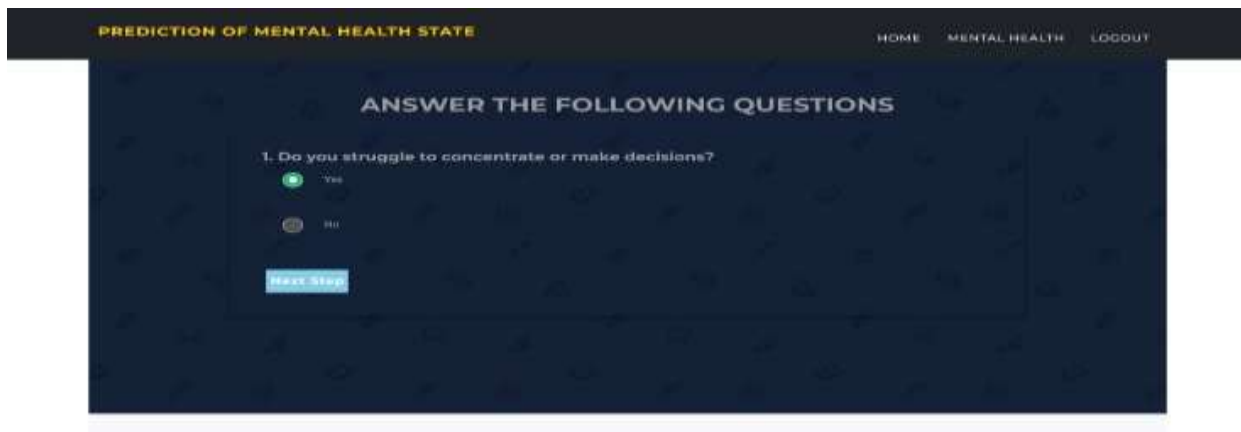 PREDICTION OF MENTAL HEALTH STATE
HOME MENTAL HEALTH LOGOUT
ANSWER THE FOLLOWING QUESTIONS
1. Do you struggle to concentrate or make decisions?
Yes
No
Next Step